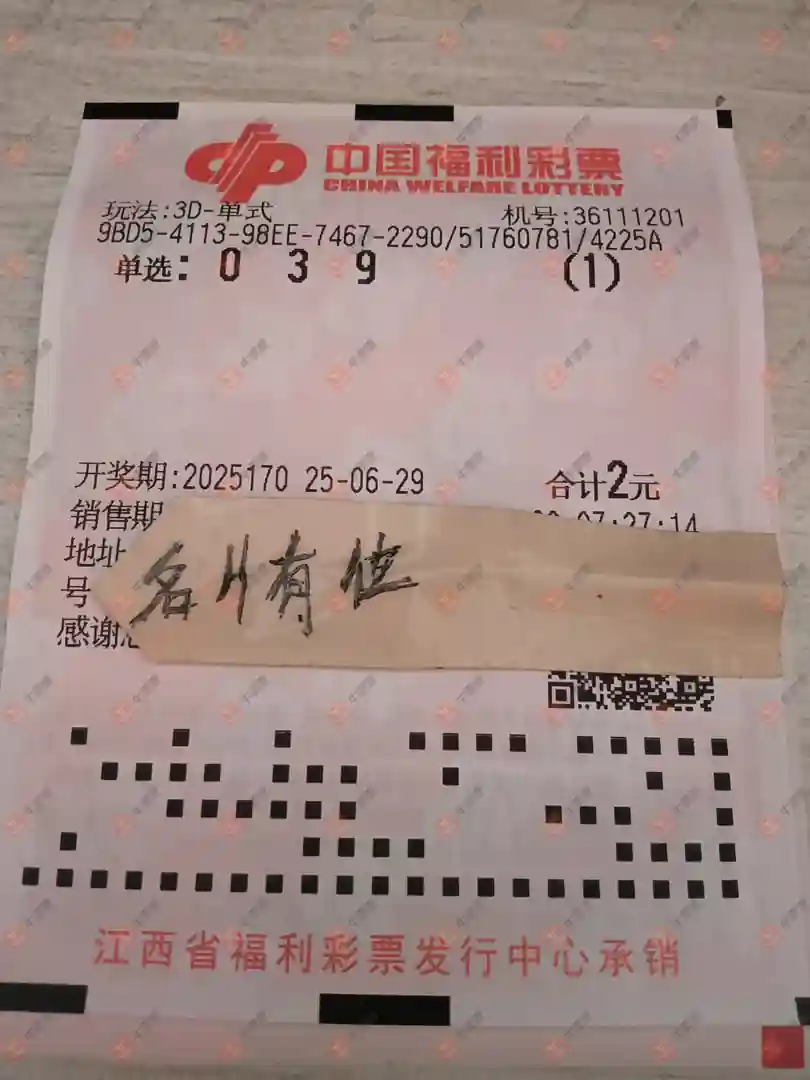 中国福利彩票
CHINA WELFARE LOTTERY
玩法:3D-单式 机号:36111201
9BD5-4113-98EE-7467-2290/51760781/4225A
单选: 0 3 9 (1)
开奖期:2025170 25-06-29 合计2元
销售期 07:27:14
地址
号
感谢
名片有位
江西省福利彩票发行中心承销